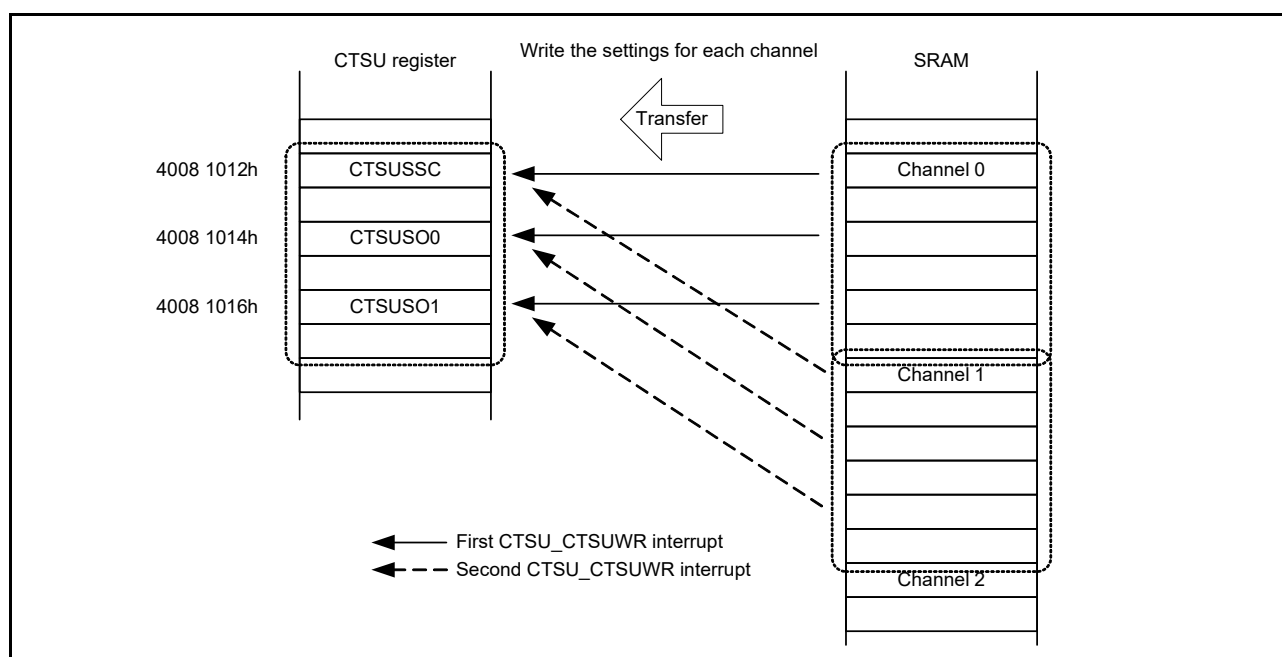 Write the settings for each channel
CTSU register
SRAM
Transfer
4008 1012h
CTSUSSC
Channel 0
4008 1014h
CTSUSO0
4008 1016h
CTSUSO1
Channel 1
First CTSU_CTSUWR interrupt
Second CTSU_CTSUWR interrupt
Channel 2